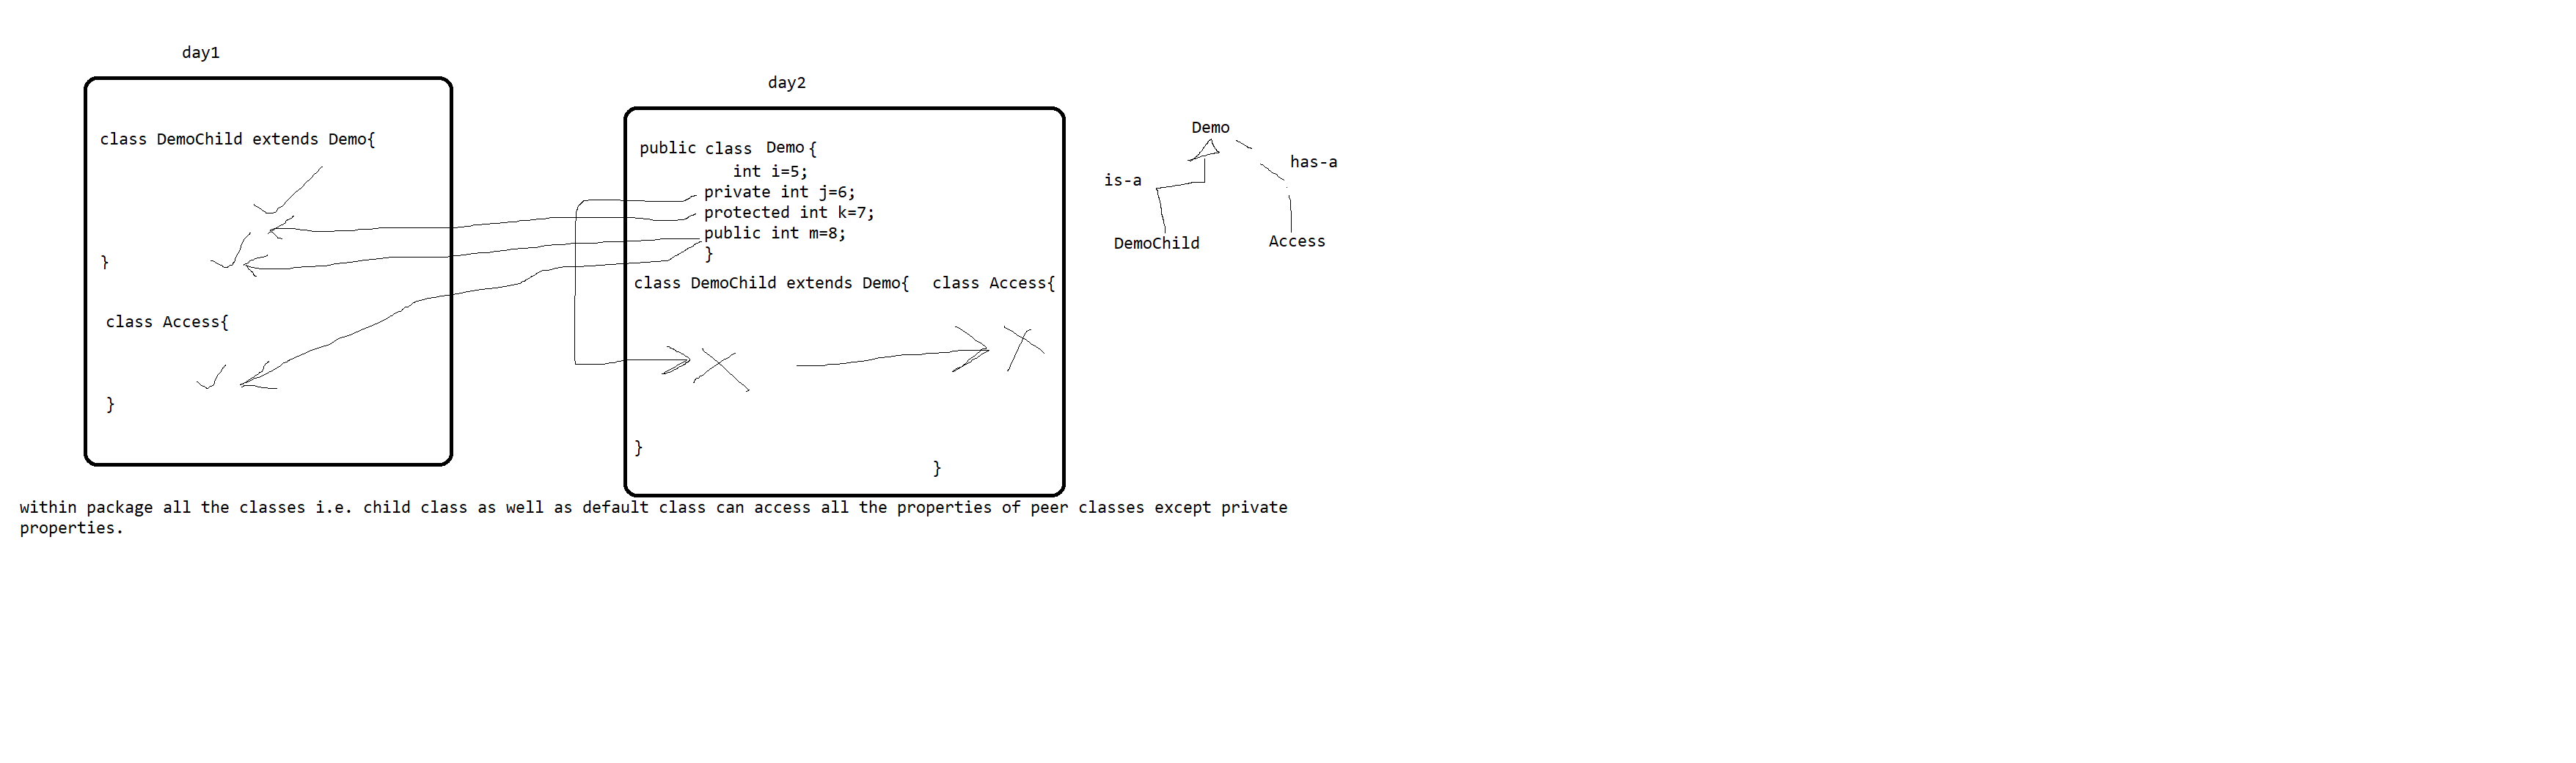 day1
class DemoChild extends Demo{
}
class Access{
}
day2
public class Demo {
int i=5;
private int j=6;
protected int k=7;
public int m=8;
}
class DemoChild extends Demo{
}
class Access{
}
Demo
is-a
has-a
DemoChild
Access
within package all the classes i.e. child class as well as default class can access all the properties of peer classes except private
properties.